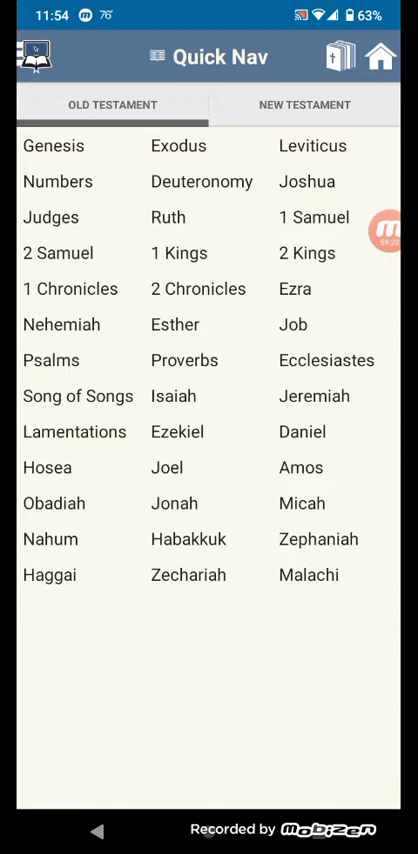 11:54 m 76° 63%
Quick Nav
OLD TESTAMENT NEW TESTAMENT
Genesis Exodus Leviticus
Numbers Deuteronomy Joshua
Judges Ruth 1 Samuel
m
59:20
2 Samuel 1 Kings 2 Kings
1 Chronicles 2 Chronicles Ezra
Nehemiah Esther Job
Psalms Proverbs Ecclesiastes
Song of Songs Isaiah Jeremiah
Lamentations Ezekiel Daniel
Hosea Joel Amos
Obadiah Jonah Micah
Nahum Habakkuk Zephaniah
Haggai Zechariah Malachi
Recorded by mobizen